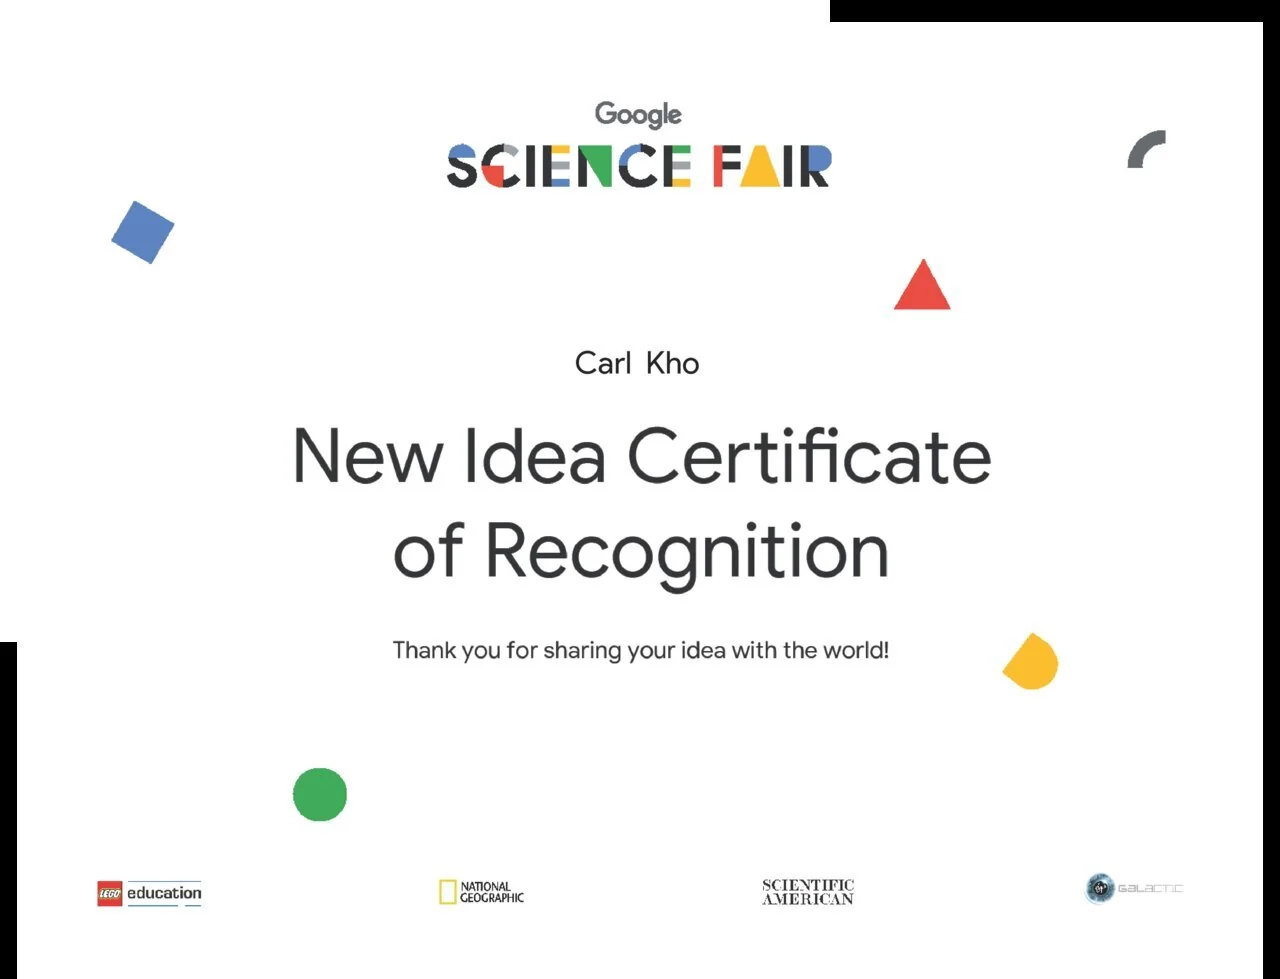 Google
SCIENCE FAIR
Carl Kho
New Idea Certificate
of Recognition
Thank you for sharing your idea with the world!
LEGO education
NATIONAL GEOGRAPHIC
SCIENTIFIC AMERICAN
GALACTIC